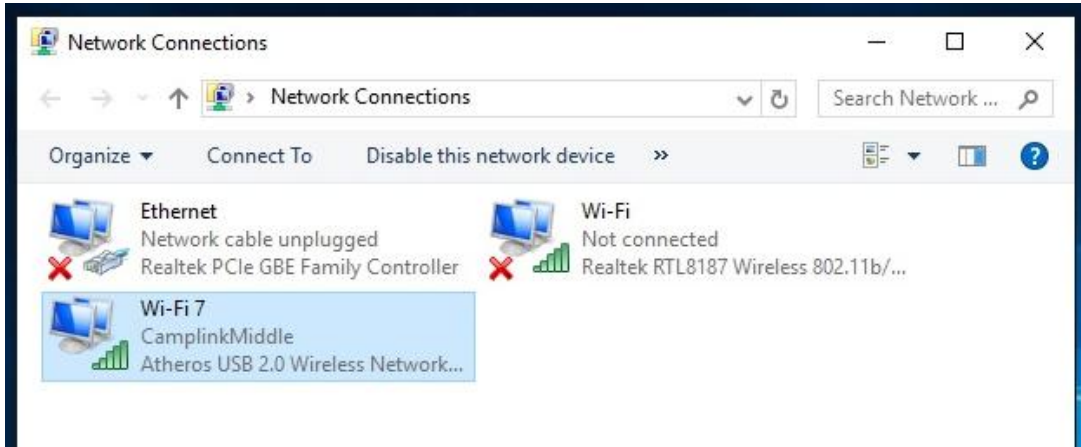 Network Connections
Network Connections
Search Network ...
Organize
Connect To
Disable this network device
»
Ethernet
Network cable unplugged
Realtek PCIe GBE Family Controller
Wi-Fi
Not connected
Realtek RTL8187 Wireless 802.11b/...
Wi-Fi 7
CamplinkMiddle
Atheros USB 2.0 Wireless Network...